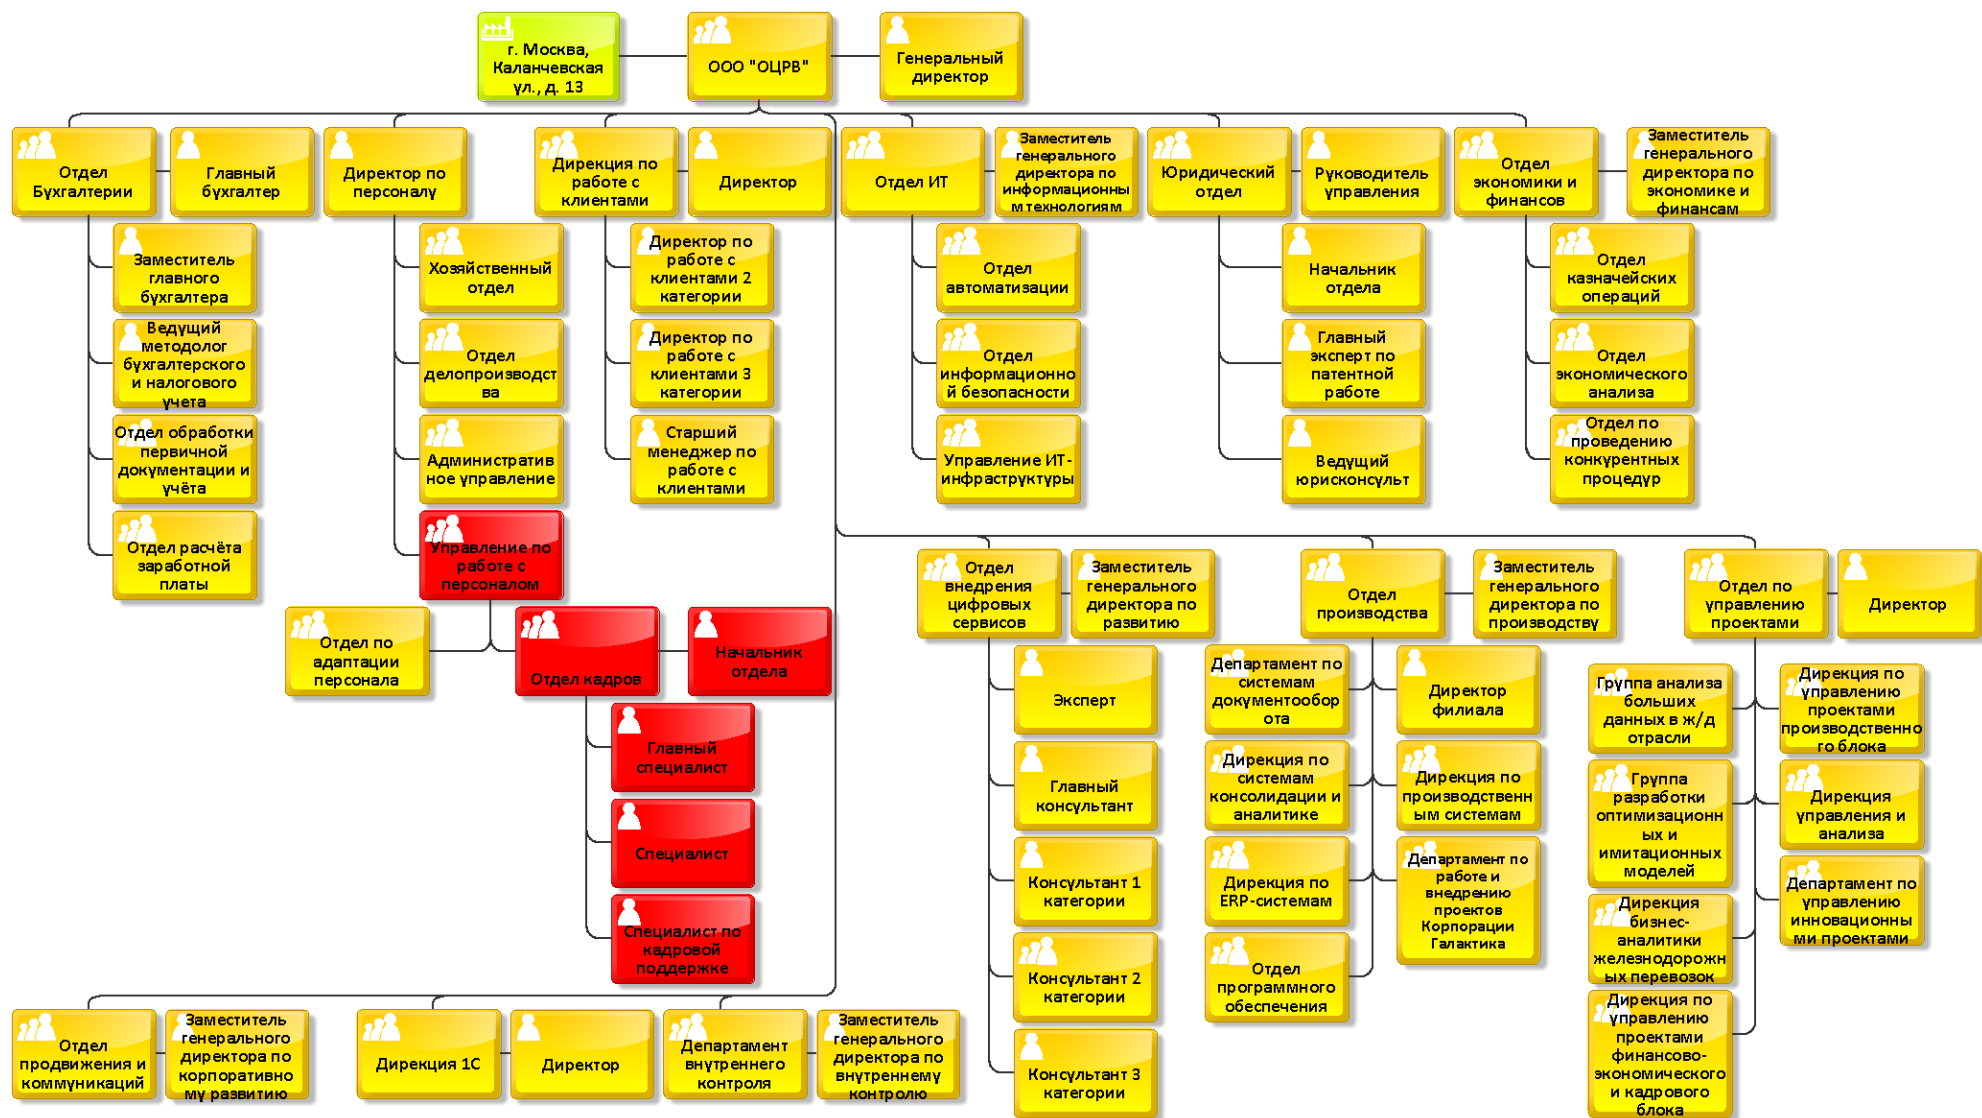 г. Москва,
Каланчевская
ул., д. 13
ООО "ОЦРВ"
Генеральный
директор
Отдел
Бухгалтерии
Главный
бухгалтер
Директор по
персоналу
Дирекция по
работе с
клиентами
Директор
Отдел ИТ
Заместитель
генерального
директора по
информационны
м технологиям
Юридический
отдел
Руководитель
управления
Отдел
экономики и
финансов
Заместитель
генерального
директора по
экономике и
финансам
Заместитель
главного
бухгалтера
Хозяйственный
отдел
Директор по
работе с
клиентами 2
категории
Отдел
автоматизации
Начальник
отдела
Отдел
казначейских
операций
Ведущий
методолог
бухгалтерского
и налогового
учета
Отдел
делопроизводст
ва
Директор по
работе с
клиентами 3
категории
Отдел
информационно
й безопасности
Главный
эксперт по
патентной
работе
Отдел
экономического
анализа
Отдел обработки
первичной
документации и
учёта
Административ
ное управление
Старший
менеджер по
работе с
клиентами
Управление ИТ-
инфраструктуры
Ведущий
юрисконсульт
Отдел по
проведению
конкурентных
процедур
Отдел расчёта
заработной
платы
Управление по
работе с
персоналом
Отдел
внедрения
цифровых
сервисов
Заместитель
генерального
директора по
развитию
Отдел
производства
Заместитель
генерального
директора по
производству
Отдел по
управлению
проектами
Директор
Отдел по
адаптации
персонала
Отдел кадров
Начальник
отдела
Эксперт
Департамент по
системам
документообор
ота
Директор
филиала
Группа анализа
больших
данных в ж/д
отрасли
Дирекция по
управлению
проектами
производственно
го блока
Главный
специалист
Главный
консультант
Дирекция по
системам
консолидации и
аналитике
Дирекция по
производственн
ым системам
Группа
разработки
оптимизационн
ых и
имитационных
моделей
Дирекция
управления и
анализа
Специалист
Консультант 1
категории
Дирекция по
ERP-системам
Департамент по
работе и
внедрению
проектов
Корпорации
Галактика
Дирекция
бизнес-
аналитики
железнодорож
ных перевозок
Департамент по
управлению
инновационны
ми проектами
Специалист по
кадровой
поддержке
Консультант 2
категории
Отдел
программного
обеспечения
Дирекция по
управлению
проектами
финансово-
экономического
и кадрового
блока
Отдел
продвижения и
коммуникаций
Заместитель
генерального
директора по
корпоративно
му развитию
Дирекция 1С
Директор
Департамент
внутреннего
контроля
Заместитель
генерального
директора по
внутреннему
контролю
Консультант 3
категории